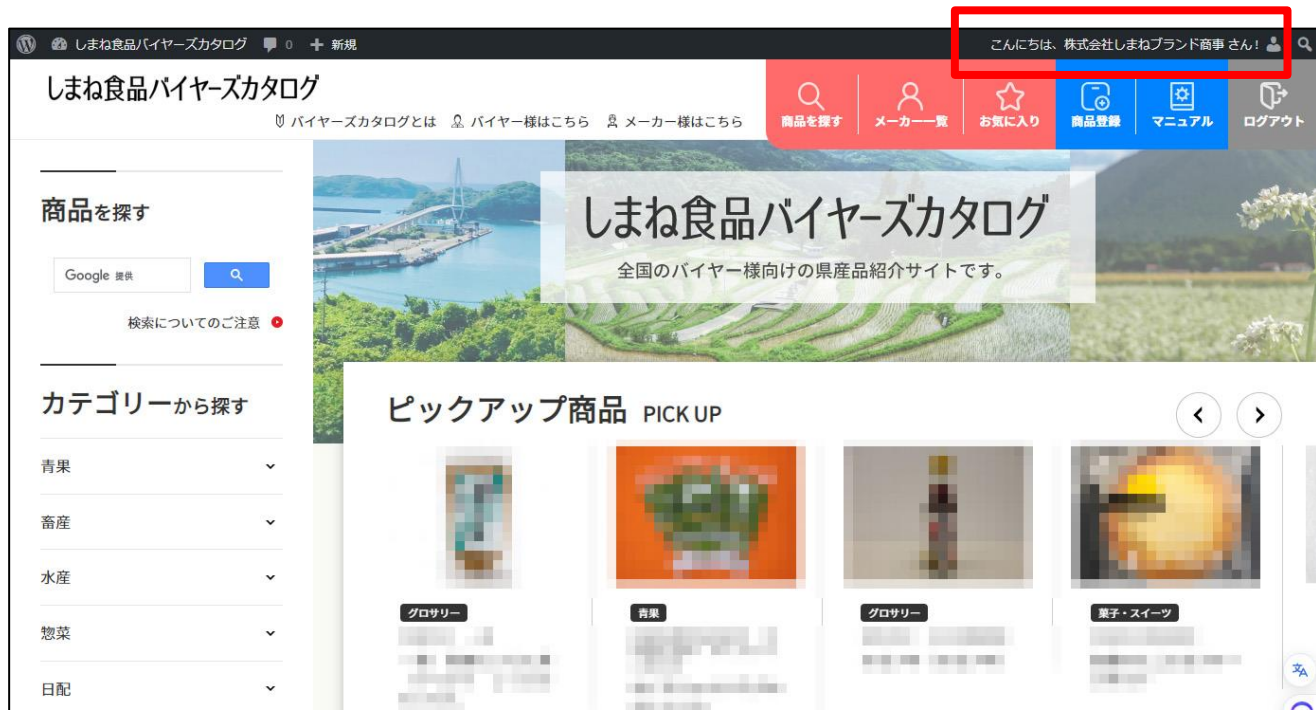 しまね食品バイヤーズカタログ 0 新規 こんにちは、株式会社しまねブランド商事 さん!
しまね食品バイヤーズカタログ
バイヤーズカタログとは バイヤー様はこちら メーカー様はこちら
商品を探す メーカー一覧 お気に入り 商品登録 マニュアル ログアウト
商品を探す
Google 提供
検索についてのご注意
カテゴリーから探す
青果
畜産
水産
惣菜
日配
しまね食品バイヤーズカタログ
全国のバイヤー様向けの県産品紹介サイトです。
ピックアップ商品 PICK UP
グロサリー 青果 グロサリー 菓子・スイーツ